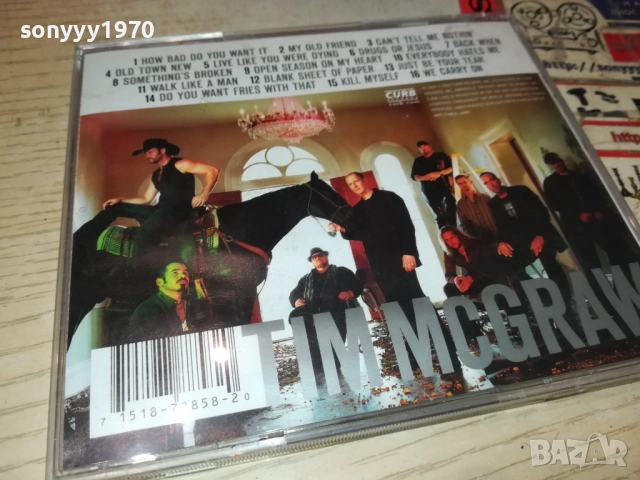 sonyyy1970
1 HOW BAD DO YOU WANT IT 2 MY OLD FRIEND 3 CAN'T TELL ME NOTHIN'
4 OLD TOWN NEW 5 LIVE LIKE YOU WERE DYING 6 DRUGS OR JESUS 7 BACK WHEN
8 SOMETHING'S BROKEN 9 OPEN SEASON ON MY HEART 10 EVERYBODY HATES ME
11 WALK LIKE A MAN 12 BLANK SHEET OF PAPER 13 JUST BE YOUR TEAR
14 DO YOU WANT FRIES WITH THAT 15 KILL MYSELF 16 WE CARRY ON
CURB
TIM MCGRAW
7 15187 20
http://
http
bazar